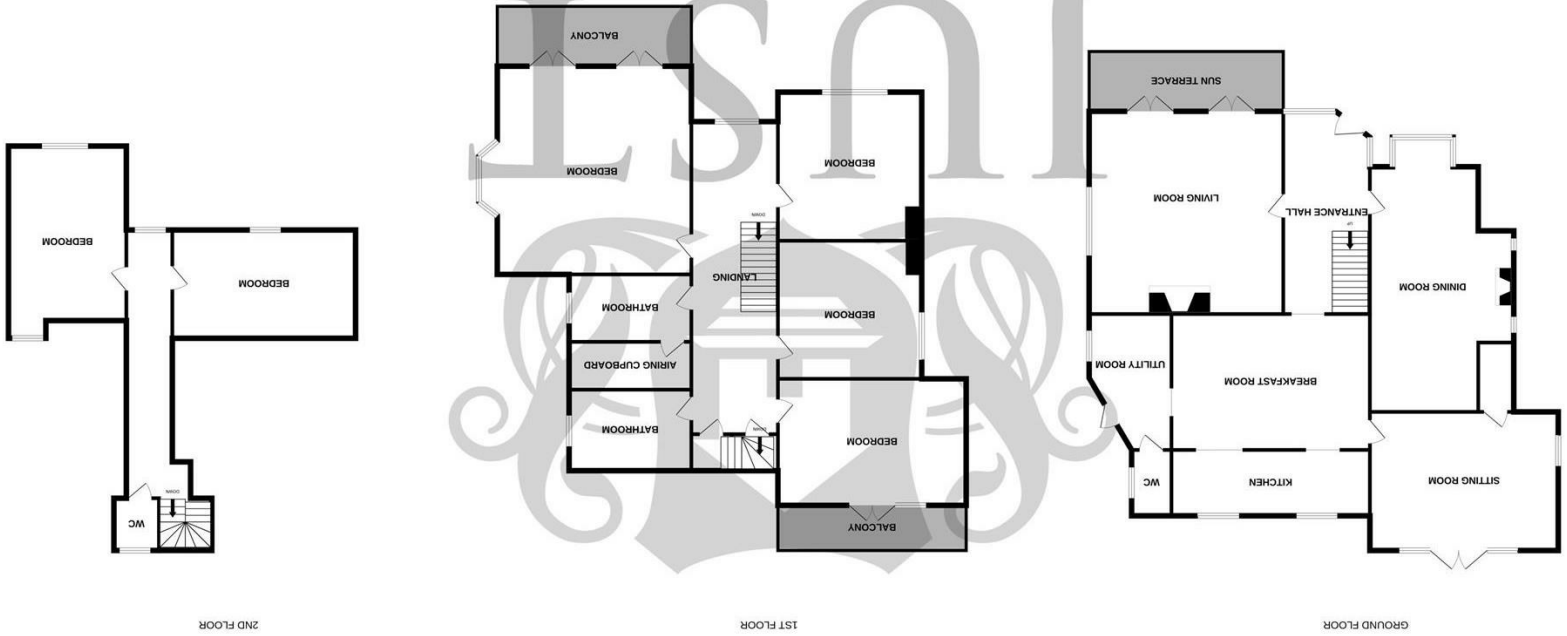 GROUND FLOOR
SITTING ROOM
KITCHEN
WC
BREAKFAST ROOM
UTILITY ROOM
DINING ROOM
UP
ENTRANCE HALL
LIVING ROOM
SUN TERRACE
1ST FLOOR
BALCONY
BEDROOM
DOWN
BATHROOM
AIRING CUPBOARD
BEDROOM
BATHROOM
LANDING
DOWN
BEDROOM
BEDROOM
BALCONY
2ND FLOOR
WC
DOWN
BEDROOM
BEDROOM